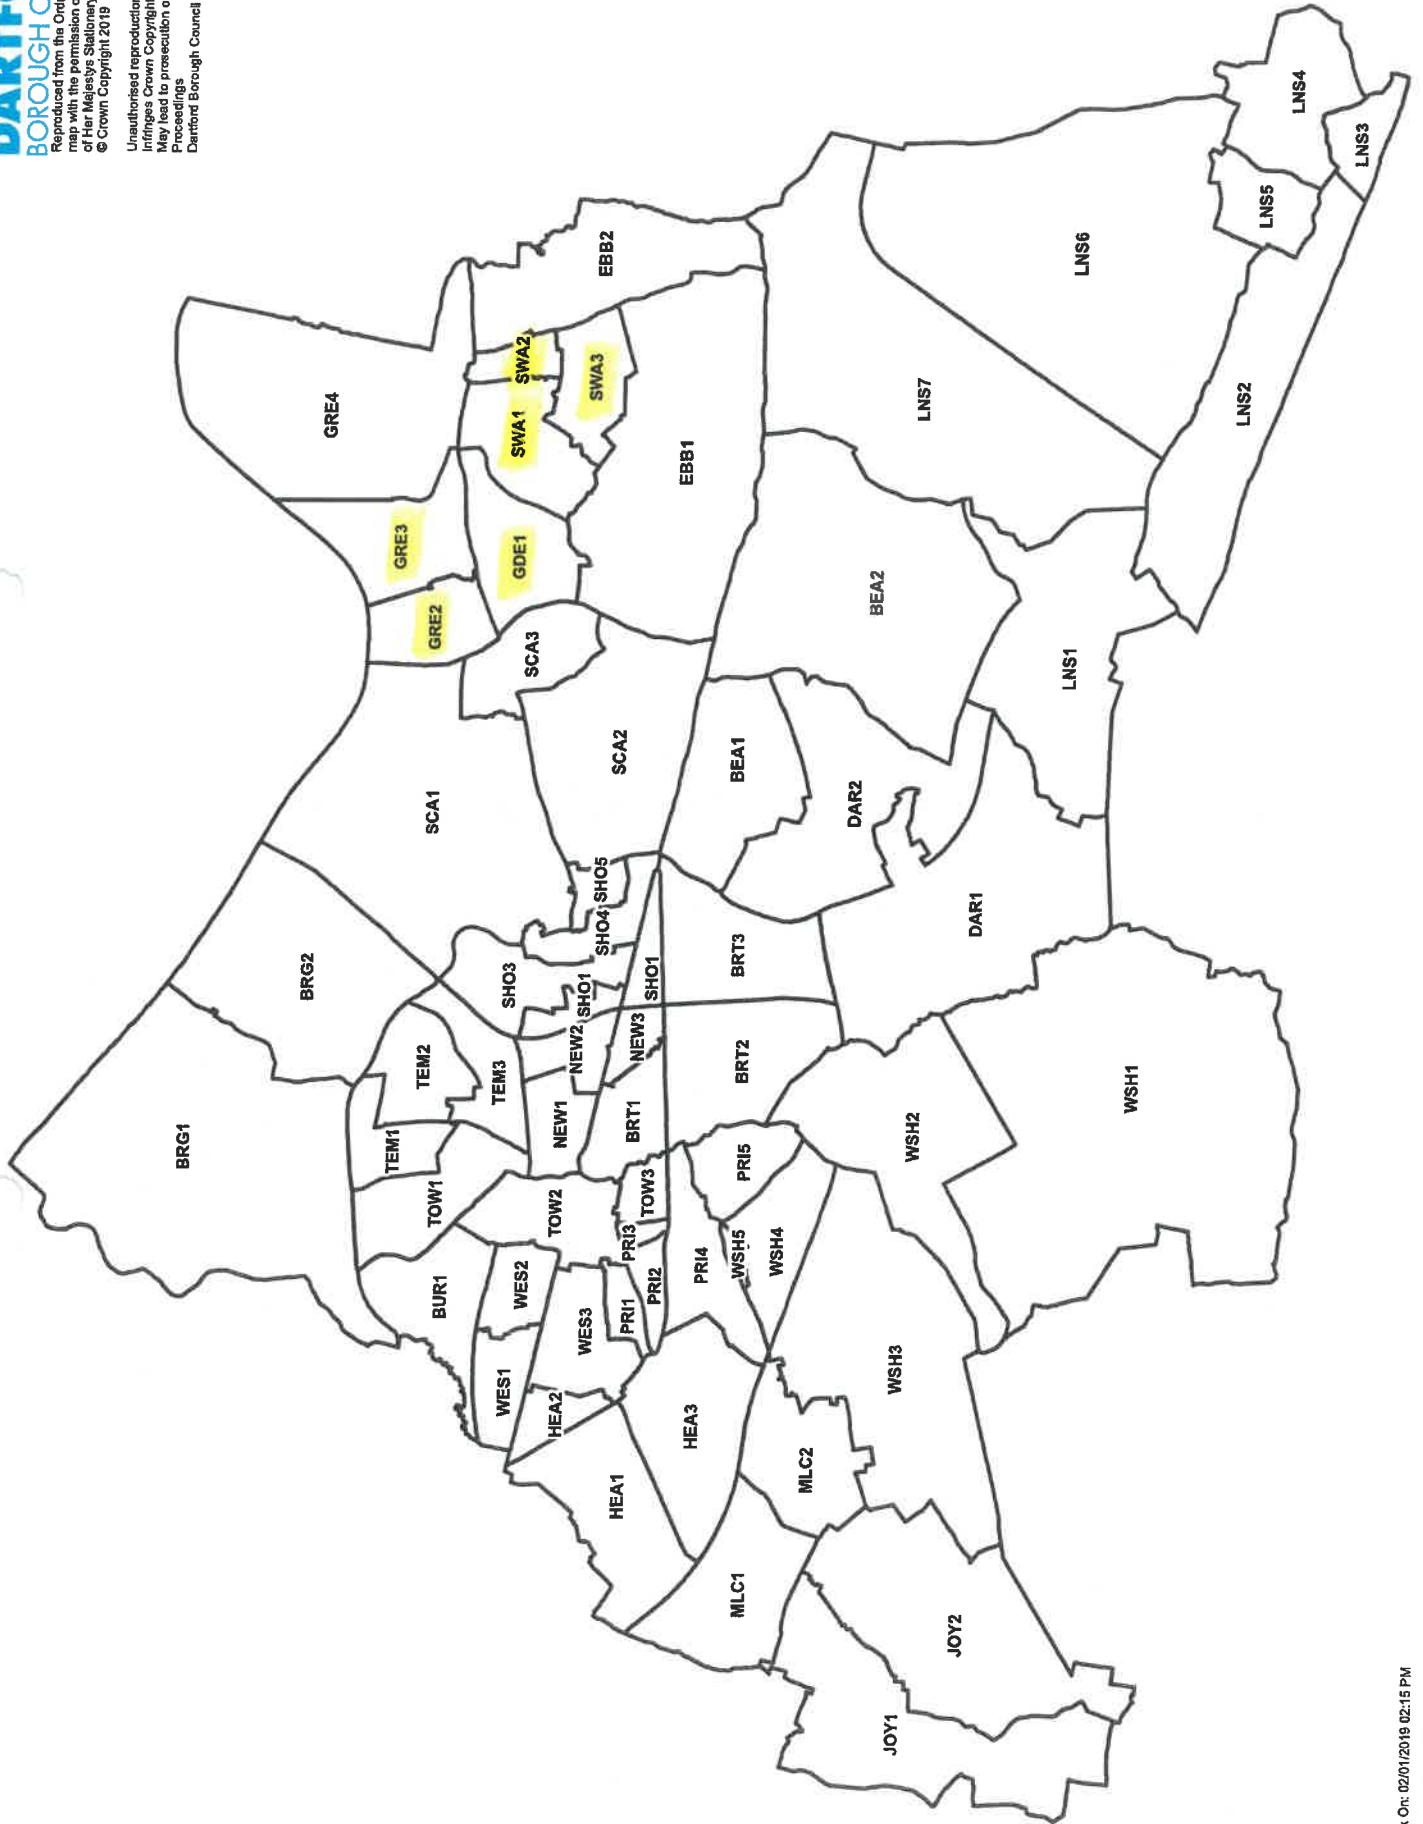 BOROUGH C
Reproduced from the Ord
map with the permission o
of Her Majestys Stationery
© Crown Copyright 2019
Unauthorised reproduction
Infringes Crown Copyright
May lead to prosecution o
Proceedings
Dartford Borough Council
LNS4
LNS3
LNS5
LNS6
EBB2
SWA2
SWA3
SWA1
GRE4
LNS7
LNS2
EBB1
GRE3
GDE1
GRE2
BEA2
SCA3
LNS1
SCA2
BEA1
SCA1
DAR2
SHO5
SHO4
DAR1
BRT3
SHO1
BRG2
SHO3
SHO1
NEW3
NEW2
BRT2
TEM2
TEM3
WSH1
NEW1
BRT1
WSH2
BRG1
TEM1
PRI5
TOW3
TOW1
TOW2
PRI3
WSH5
WSH4
PRI4
PRI2
BUR1
WES2
PRI1
WES3
WSH3
WES1
HEA2
HEA3
MLC2
HEA1
MLC1
JOY2
JOY1
On: 02/01/2019 02:15 PM